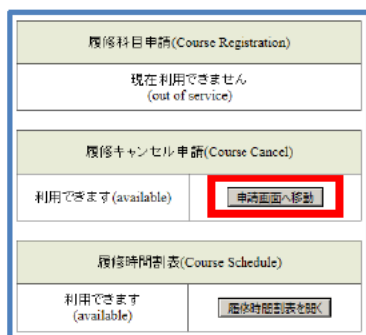 履修科目申請(Course Registration)
現在利用できません
(out of service)
履修キャンセル申請(Course Cancel)
利用できます(available)
申請画面へ移動
履修時間割表(Course Schedule)
利用できます
(available)
履修時間割表を開く